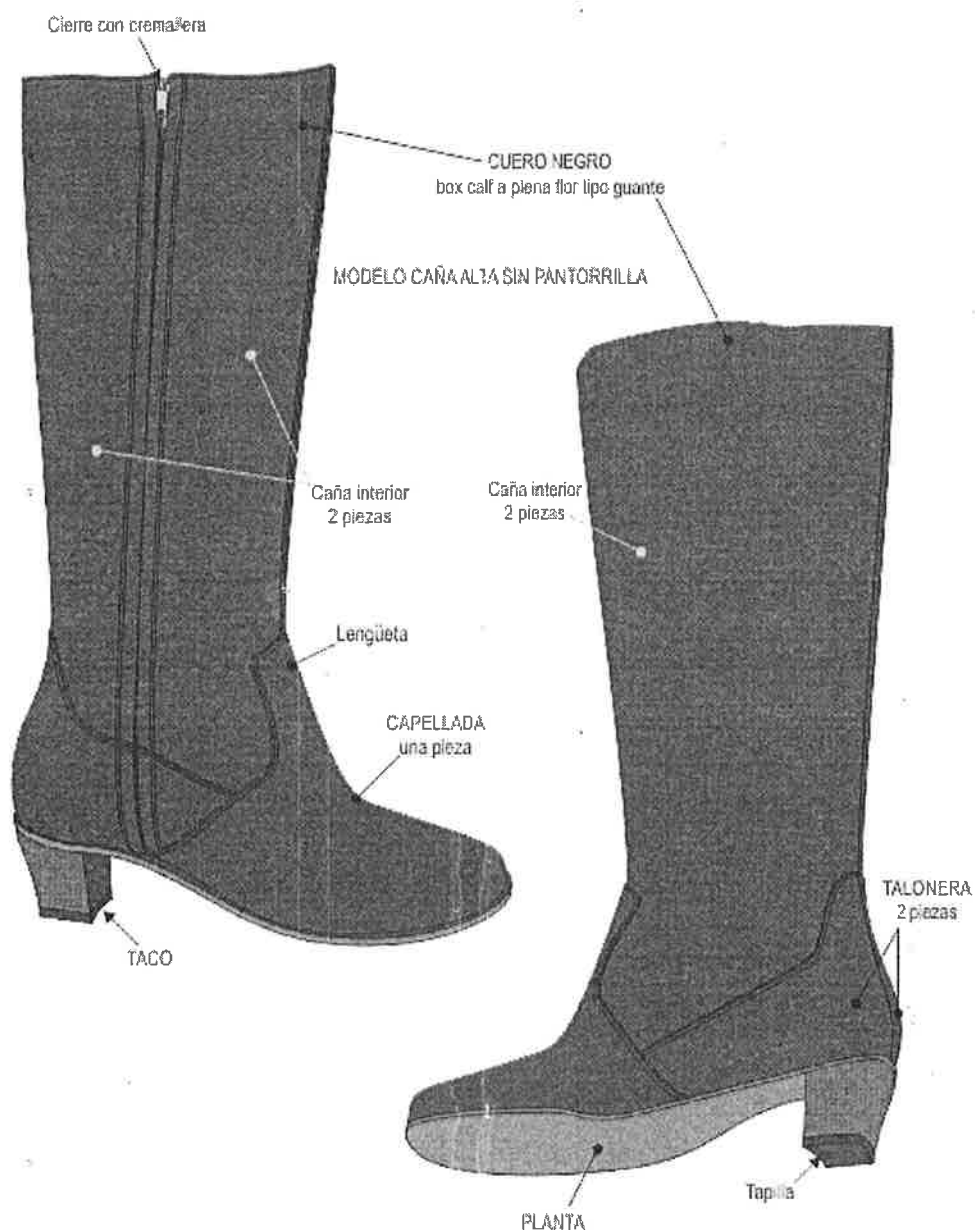 Cierre con cremallera
CUERO NEGRO
box calf a plena flor tipo guante
MODELO CAÑA ALTA SIN PANTORRILLA
Caña interior
2 piezas
Caña interior
2 piezas
Lengüeta
CAPELLADA
una pieza
TALONERA
2 piezas
TACO
Tapilla
PLANTA